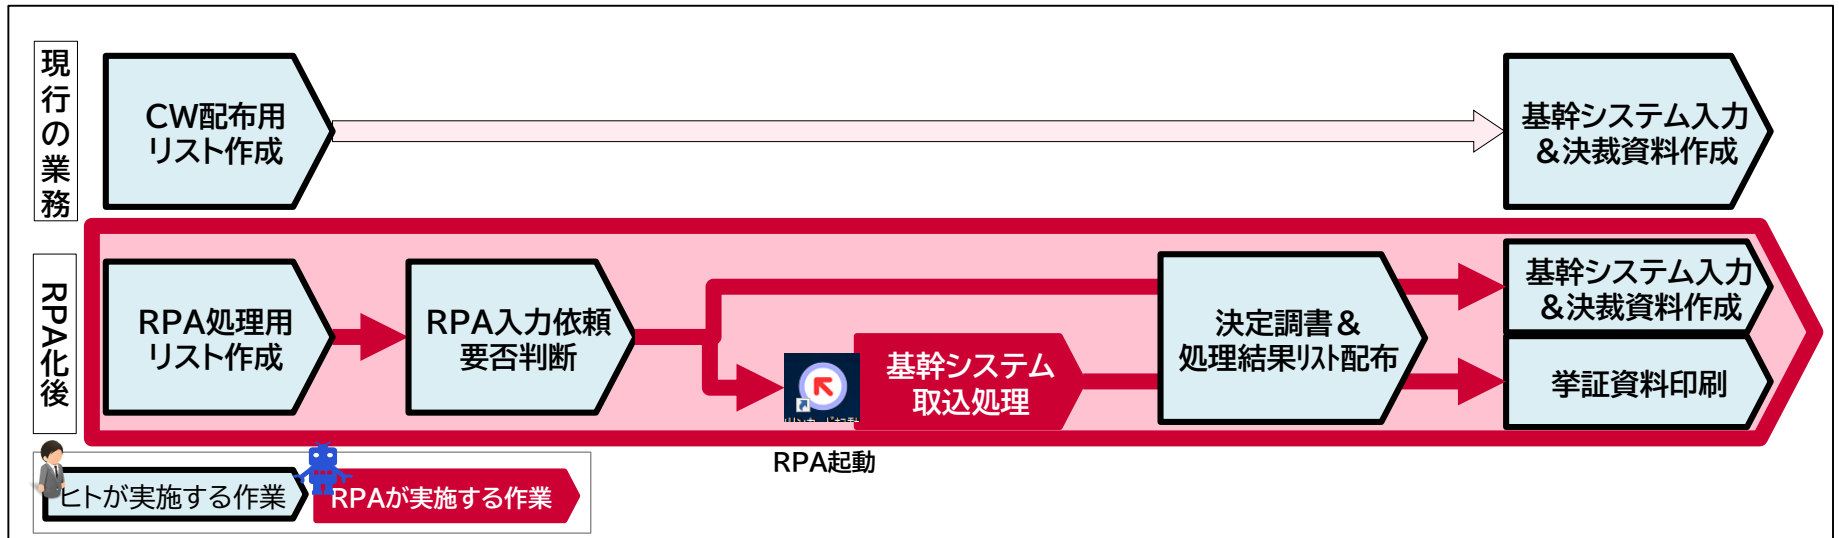 現行の業務
CW配布用
リスト作成
基幹システム入力
&決裁資料作成
RPA化後
RPA処理用
リスト作成
RPA入力依頼
要否判断
基幹システム
取込処理
RPA起動
決定調書&
処理結果リスト配布
基幹システム入力
&決裁資料作成
挙証資料印刷
ヒトが実施する作業
RPAが実施する作業